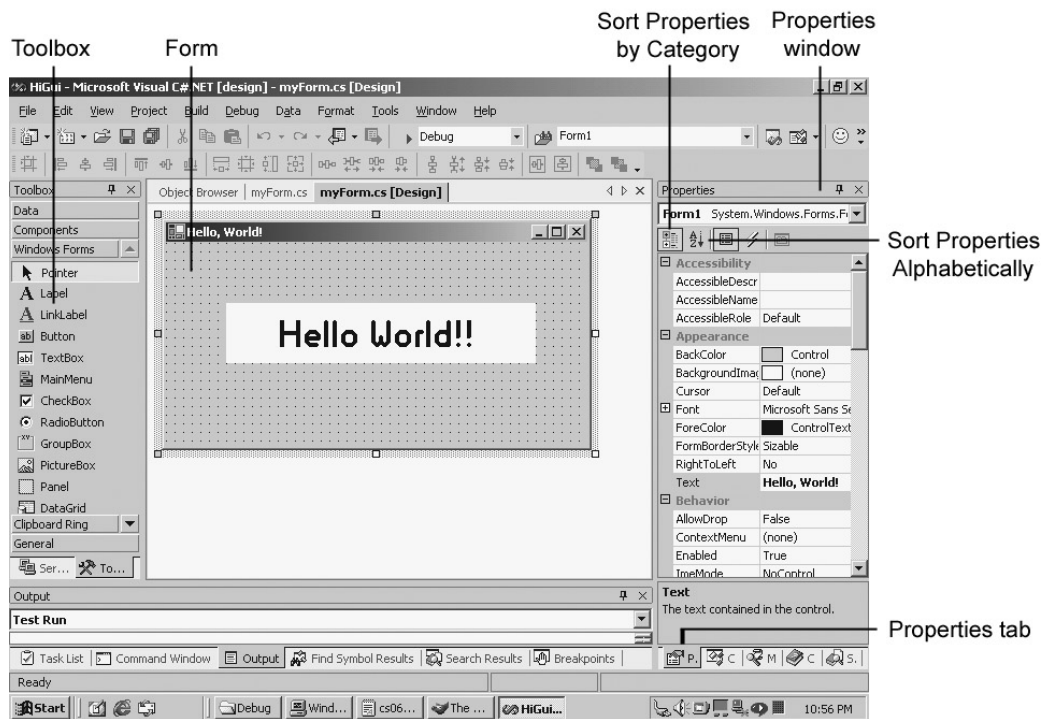 Toolbox
Form
Sort Properties by Category
Properties window
HiGui - Microsoft Visual C#.NET [design] - myForm.cs [Design]
File Edit View Project Build Debug Data Format Tools Window Help
Debug
Form1
Toolbox
Object Browser myForm.cs myForm.cs [Design]
Properties
Data
Components
Windows Forms
Pointer
Label
LinkLabel
Button
TextBox
MainMenu
CheckBox
RadioButton
GroupBox
PictureBox
Panel
DataGrid
Clipboard Ring
General
Ser... To...
Hello, World!
Hello World!!
Form1 System.Windows.Forms.F
Sort Properties Alphabetically
Accessibility
AccessibleDescr
AccessibleName
AccessibleRole Default
Appearance
BackColor Control
BackgroundImag (none)
Cursor Default
Font Microsoft Sans Se
ForeColor ControlText
FormBorderStyle Sizable
RightToLeft No
Text Hello, World!
Behavior
AllowDrop False
ContextMenu (none)
Enabled True
ImeMode NoControl
Text
The text contained in the control.
Properties tab
Output
Test Run
Task List Command Window Output Find Symbol Results Search Results Breakpoints
P. C M C S.
Ready
Start Debug Wind... cs06... The ... HiGui... 10:56 PM